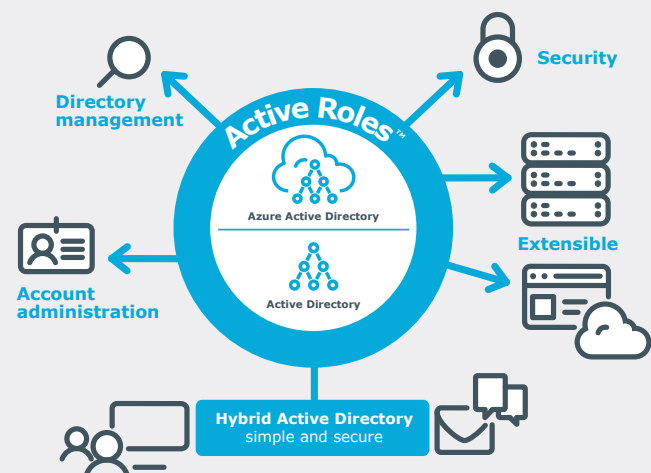 Active Roles™
Directory
management
Security
Azure Active Directory
Extensible
Active Directory
Account
administration
Hybrid Active Directory
simple and secure